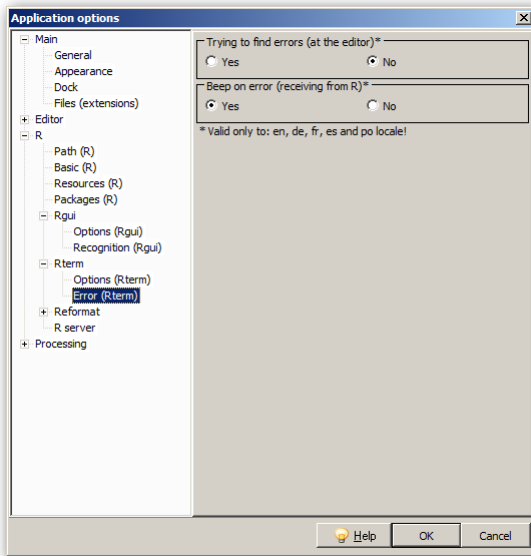 Application options
Main
General
Appearance
Dock
Files (extensions)
Editor
R
Path (R)
Basic (R)
Resources (R)
Packages (R)
Rgui
Options (Rgui)
Recognition (Rgui)
Rterm
Options (Rterm)
Error (Rterm)
Reformat
R server
Processing
Trying to find errors (at the editor)*
Yes No
Beep on error (receiving from R)*
Yes No
* Valid only to: en, de, fr, es and po locale!
Help OK Cancel